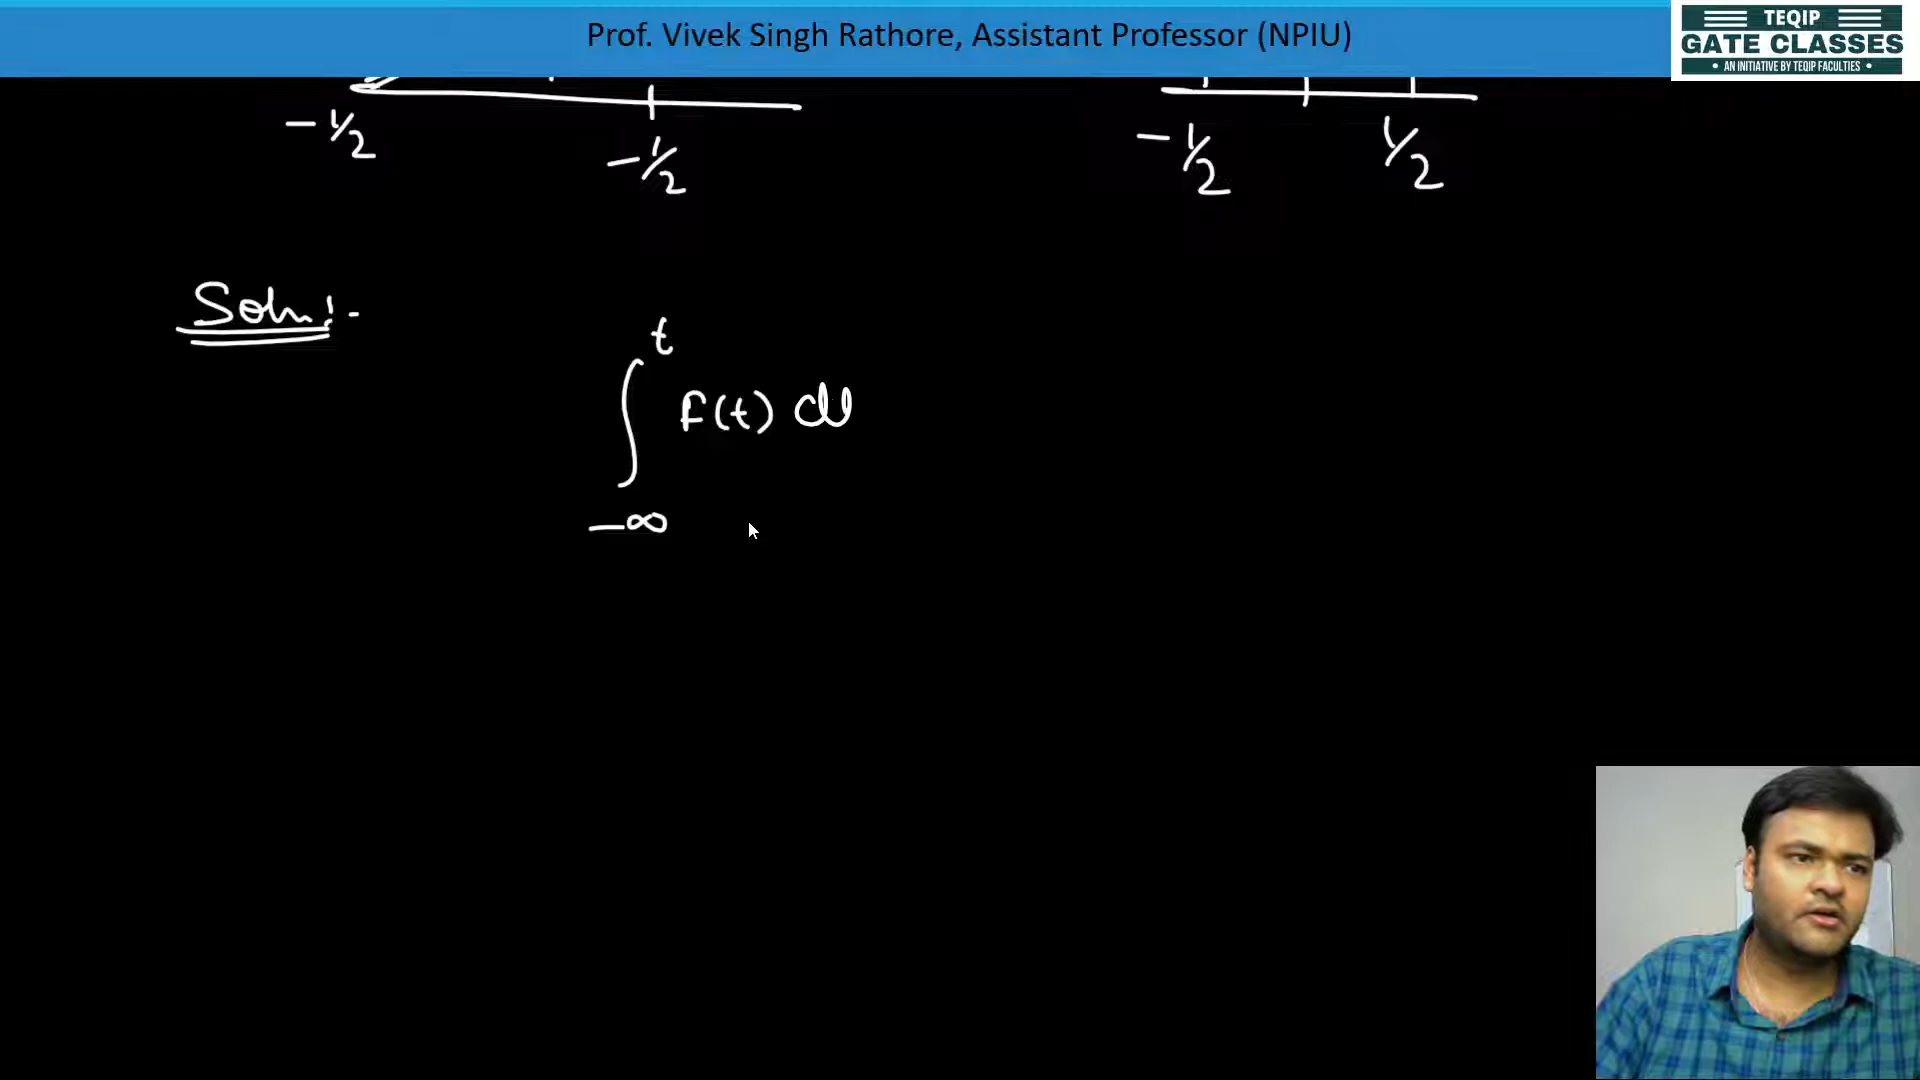 Prof. Vivek Singh Rathore, Assistant Professor (NPIU)
TEQIP
GATE CLASSES
• AN INITIATIVE BY TEQIP FACULTIES •
-1/2
-1/2
-1/2
1/2
Soln:-
t
∫ f(t) dt
-∞